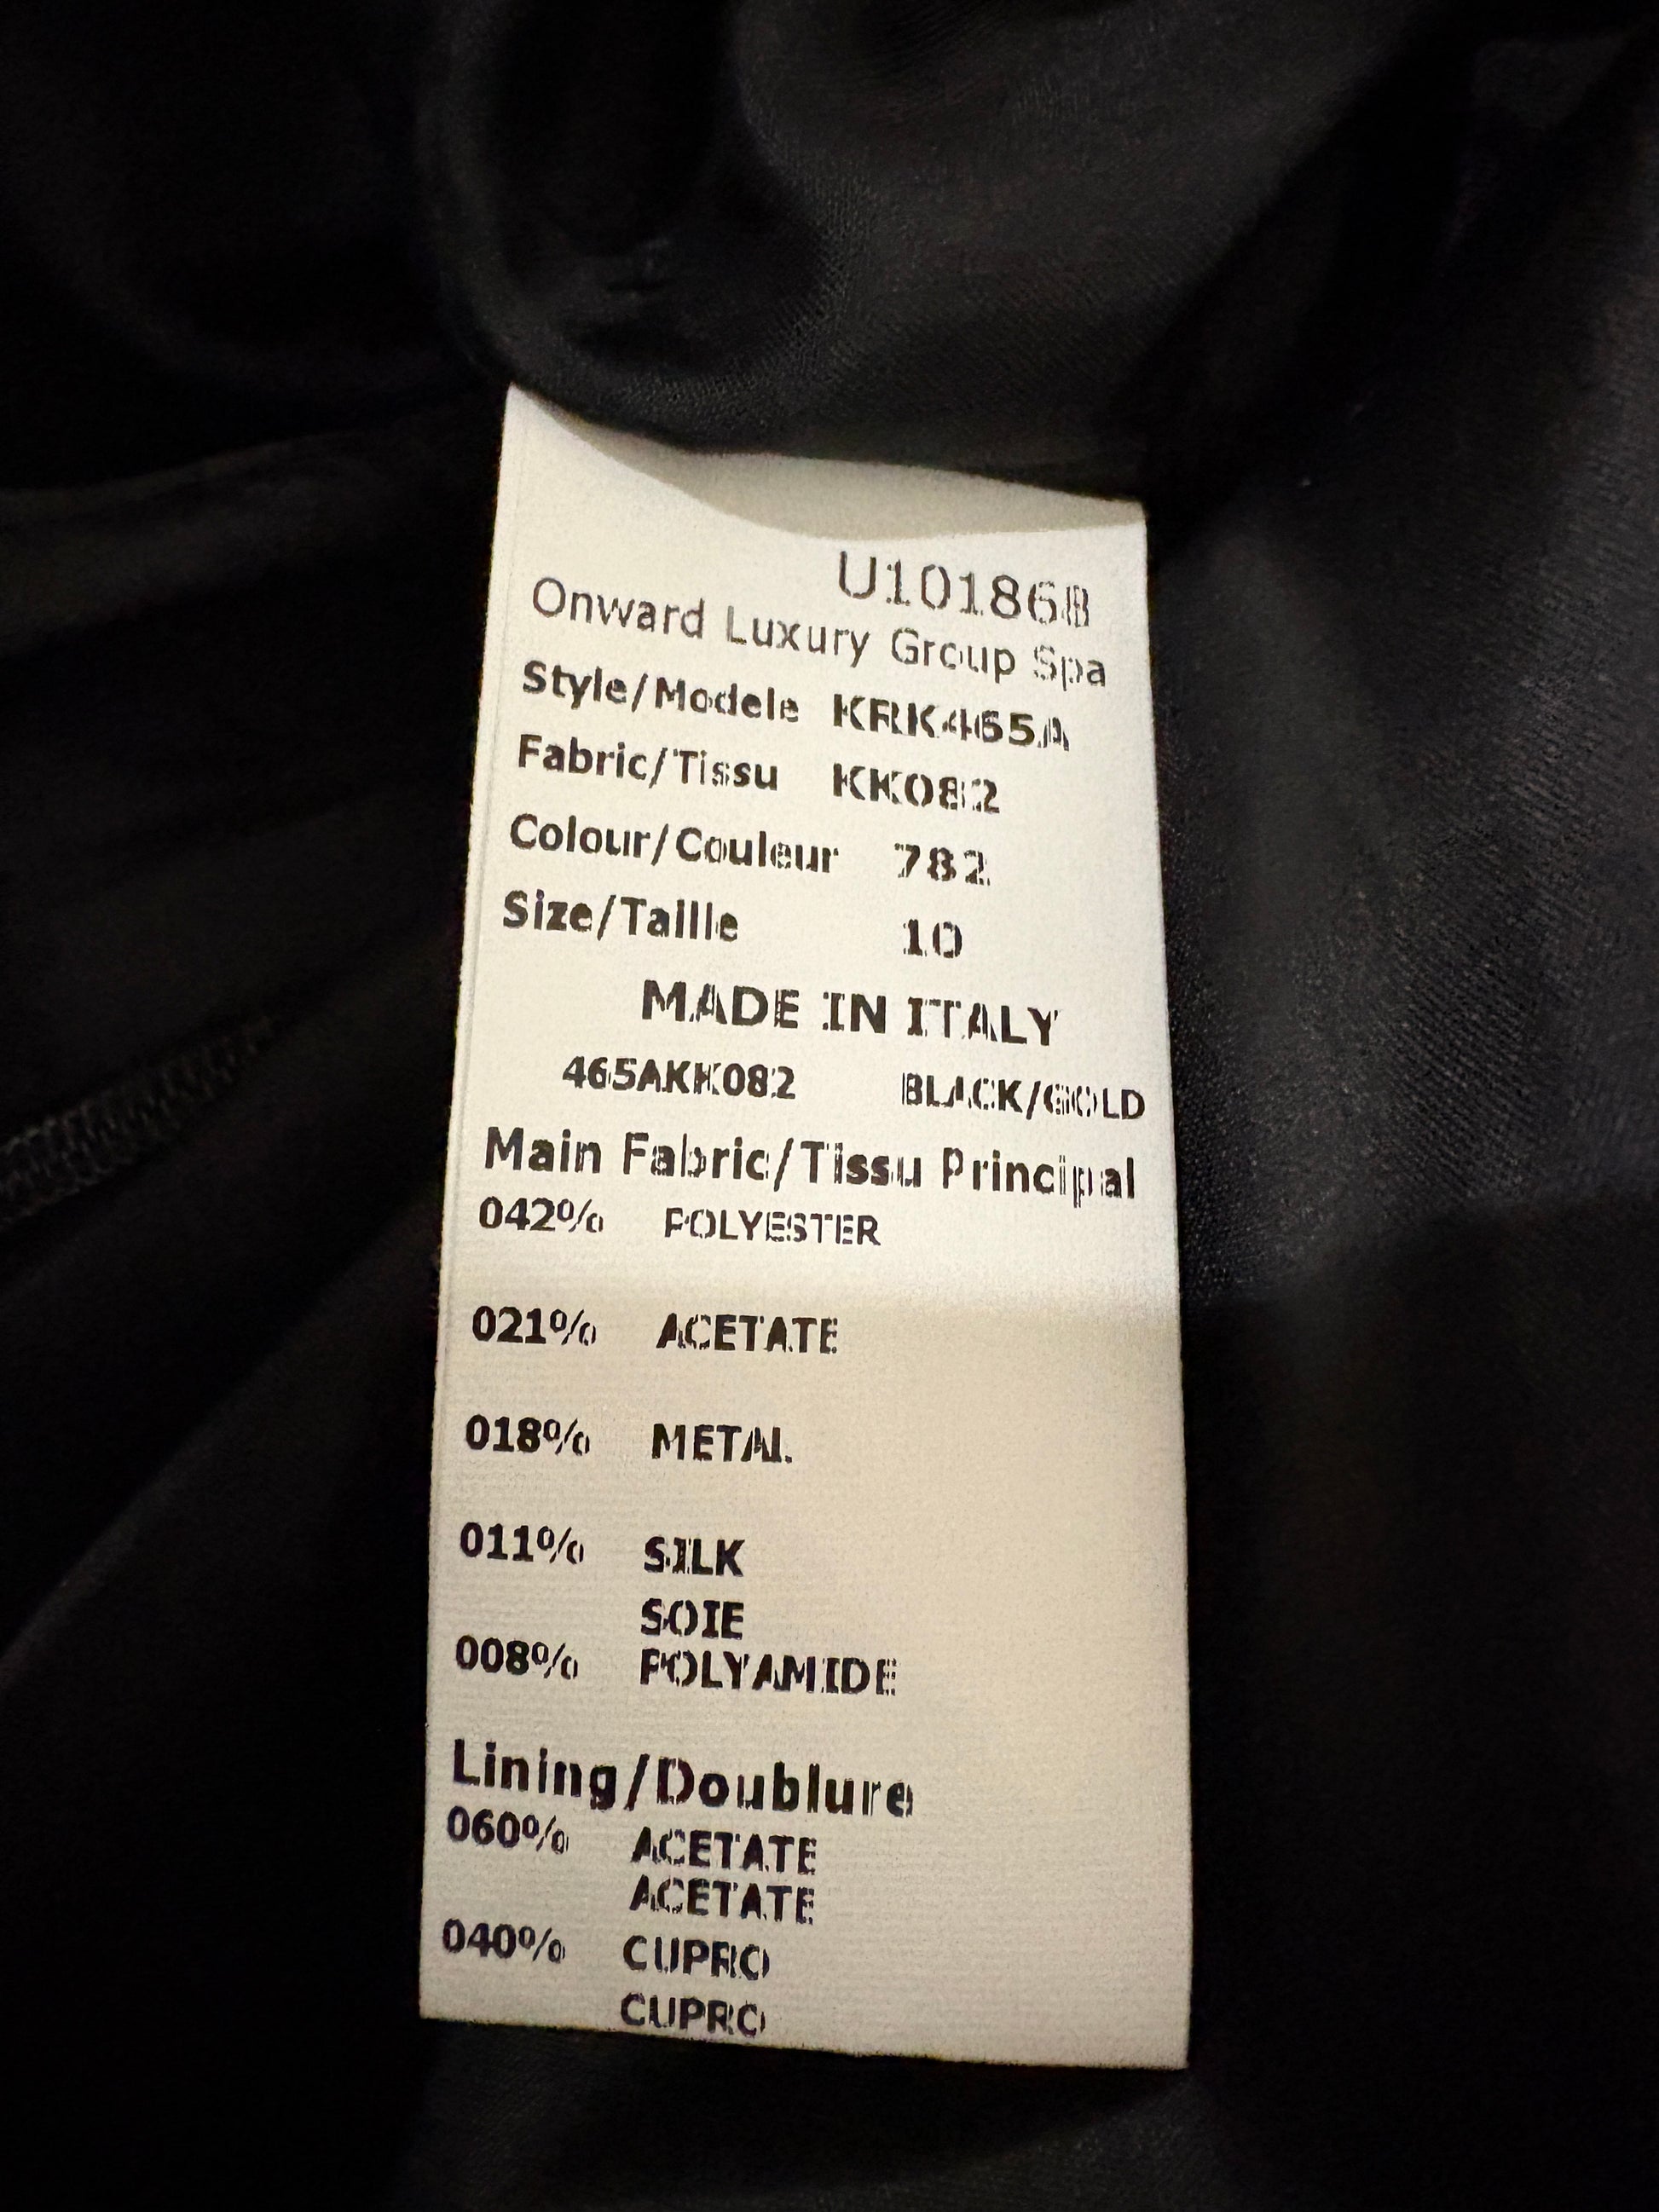 U101868
Onward Luxury Group Spa
Style/Modele KRK465A
Fabric/Tissu KK082
Colour/Couleur 782
Size/Taille 10
MADE IN ITALY
465AKK082 BLACK/GOLD
Main Fabric/Tissu Principal
042% POLYESTER
021% ACETATE
018% METAL
011% SILK
SOIE
008% POLYAMIDE
Lining/Doublure
060% ACETATE
ACETATE
040% CUPRO
CUPRO